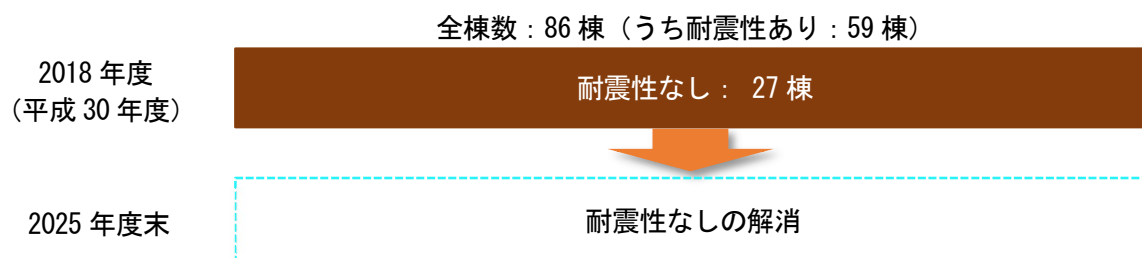 全棟数：86 棟（うち耐震性あり：59 棟）
2018 年度
（平成 30 年度）
耐震性なし： 27 棟
2025 年度末
耐震性なしの解消